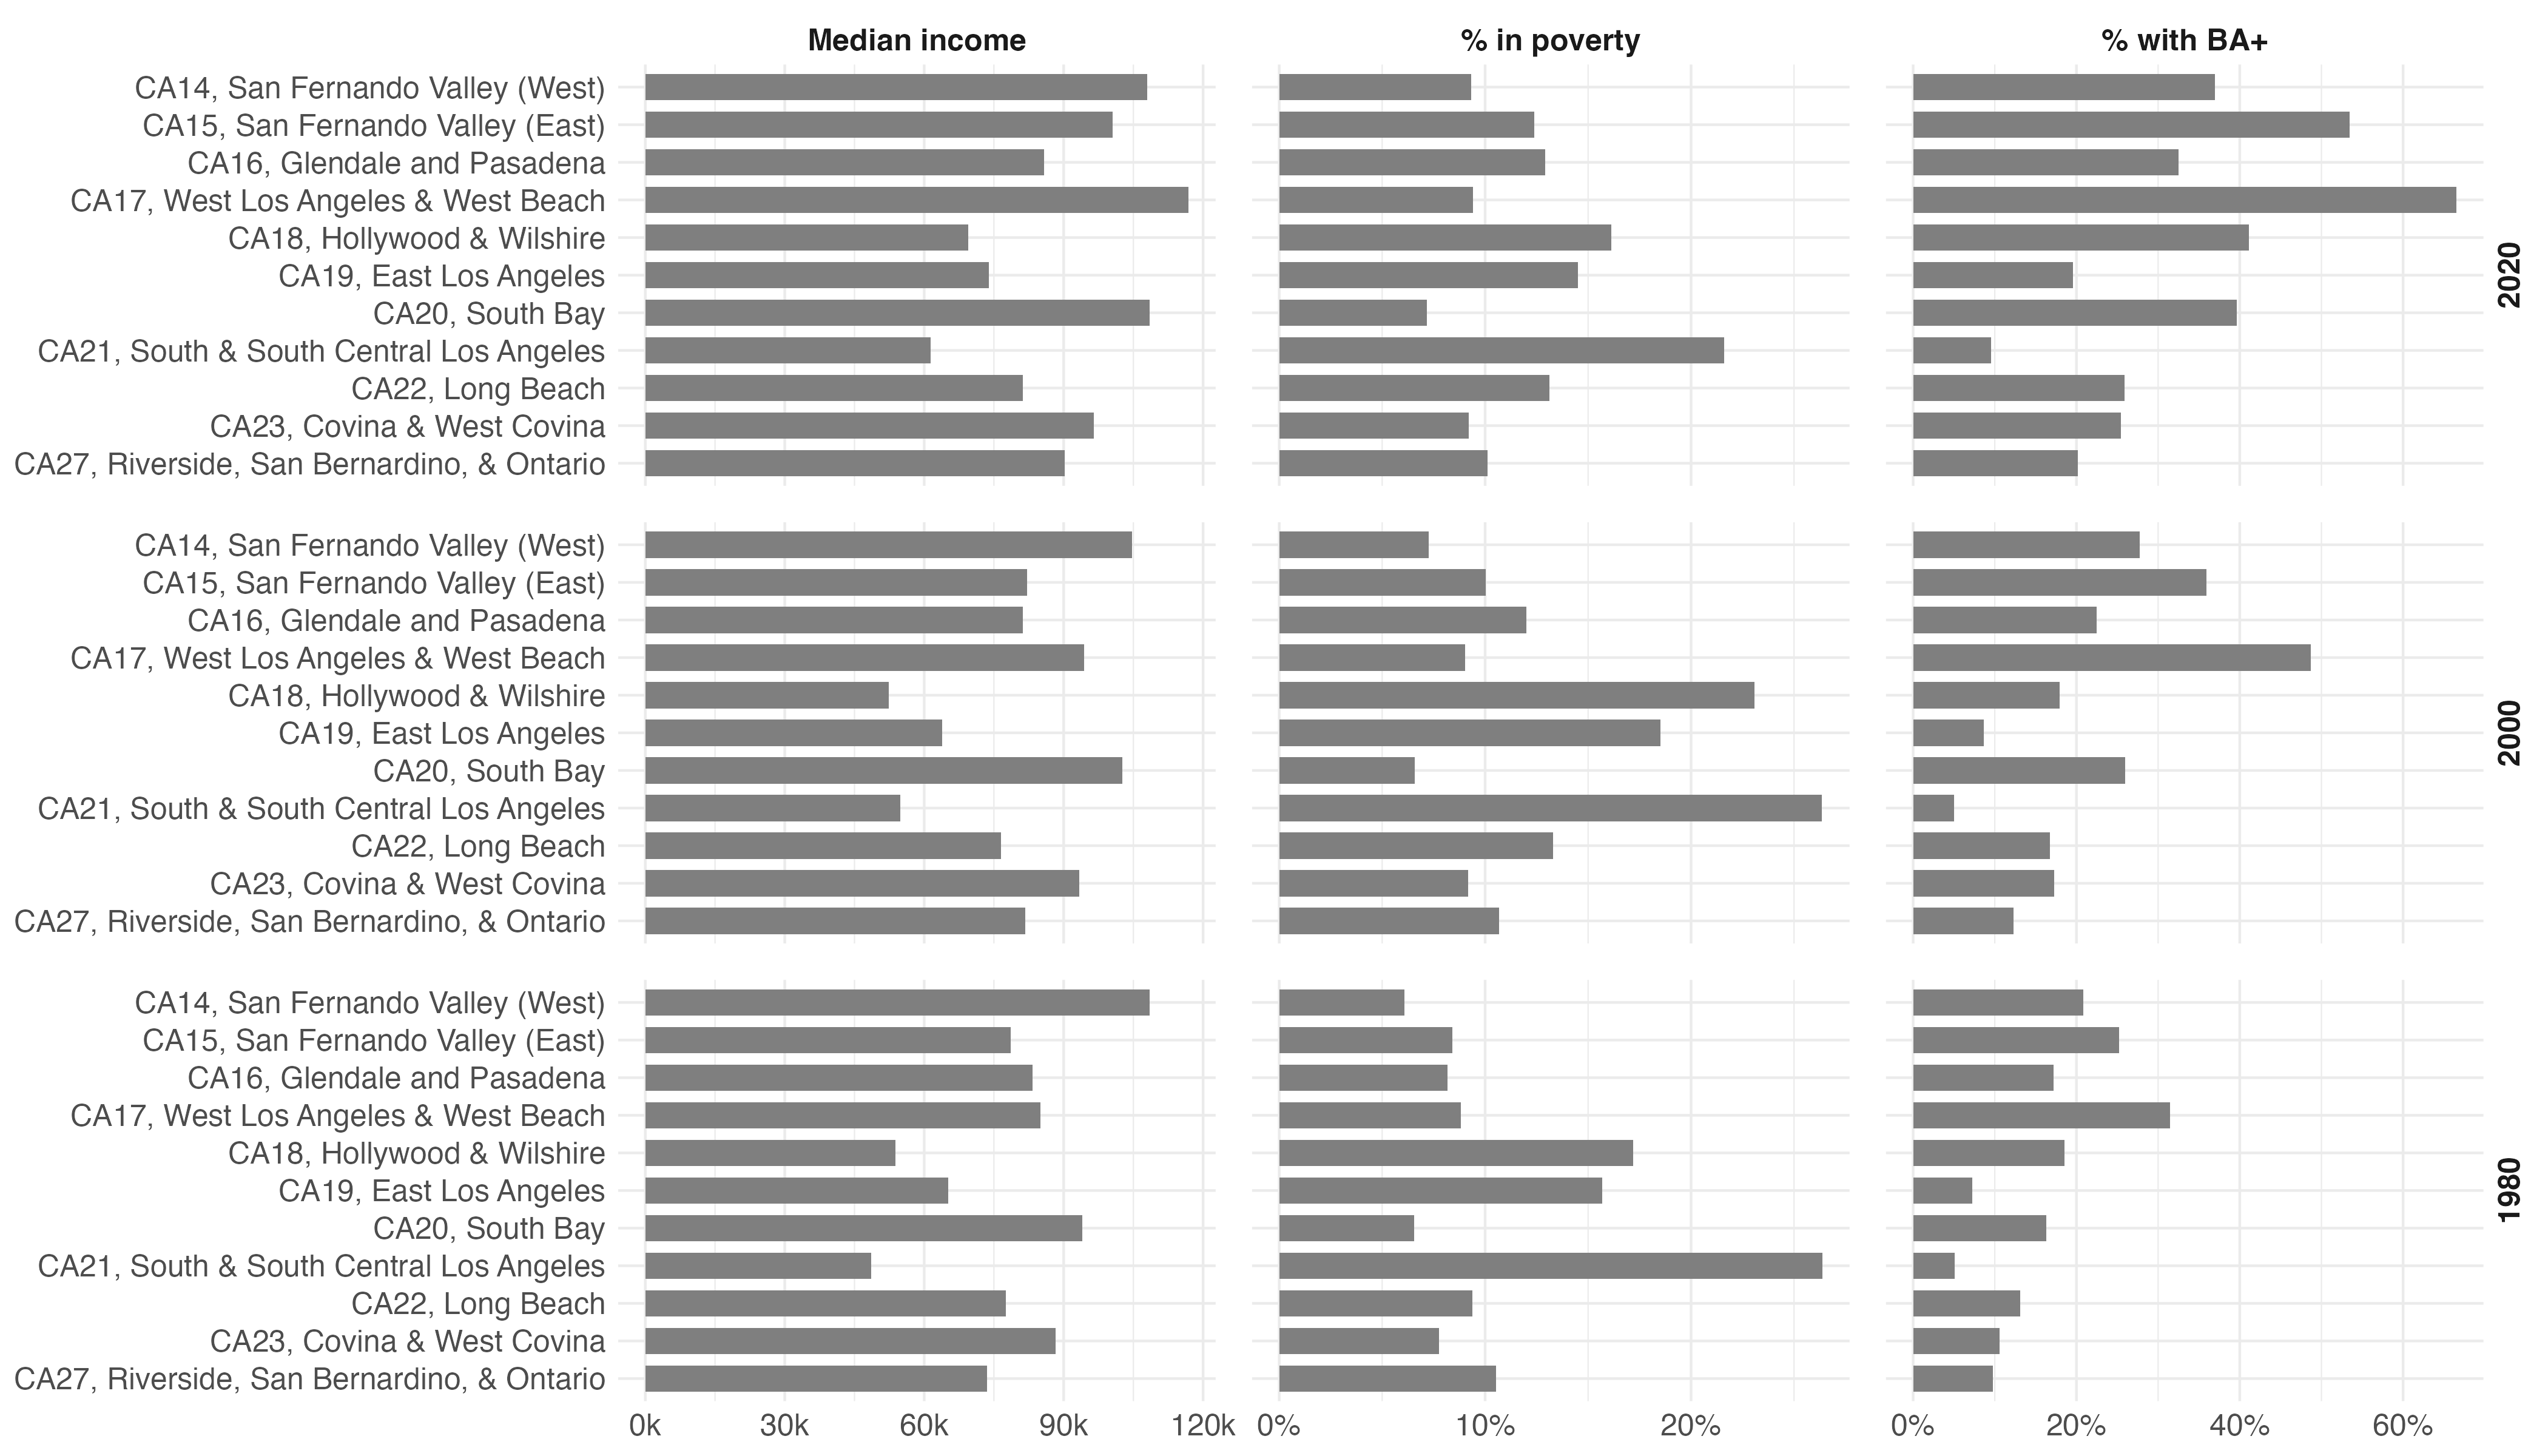 Median income % in poverty % with BA+
CA14, San Fernando Valley (West)
CA15, San Fernando Valley (East)
CA16, Glendale and Pasadena
CA17, West Los Angeles & West Beach
CA18, Hollywood & Wilshire
CA19, East Los Angeles
CA20, South Bay
CA21, South & South Central Los Angeles
CA22, Long Beach
CA23, Covina & West Covina
CA27, Riverside, San Bernardino, & Ontario
2020
CA14, San Fernando Valley (West)
CA15, San Fernando Valley (East)
CA16, Glendale and Pasadena
CA17, West Los Angeles & West Beach
CA18, Hollywood & Wilshire
CA19, East Los Angeles
CA20, South Bay
CA21, South & South Central Los Angeles
CA22, Long Beach
CA23, Covina & West Covina
CA27, Riverside, San Bernardino, & Ontario
2000
CA14, San Fernando Valley (West)
CA15, San Fernando Valley (East)
CA16, Glendale and Pasadena
CA17, West Los Angeles & West Beach
CA18, Hollywood & Wilshire
CA19, East Los Angeles
CA20, South Bay
CA21, South & South Central Los Angeles
CA22, Long Beach
CA23, Covina & West Covina
CA27, Riverside, San Bernardino, & Ontario
1980
0k 30k 60k 90k 120k 0% 10% 20% 0% 20% 40% 60%